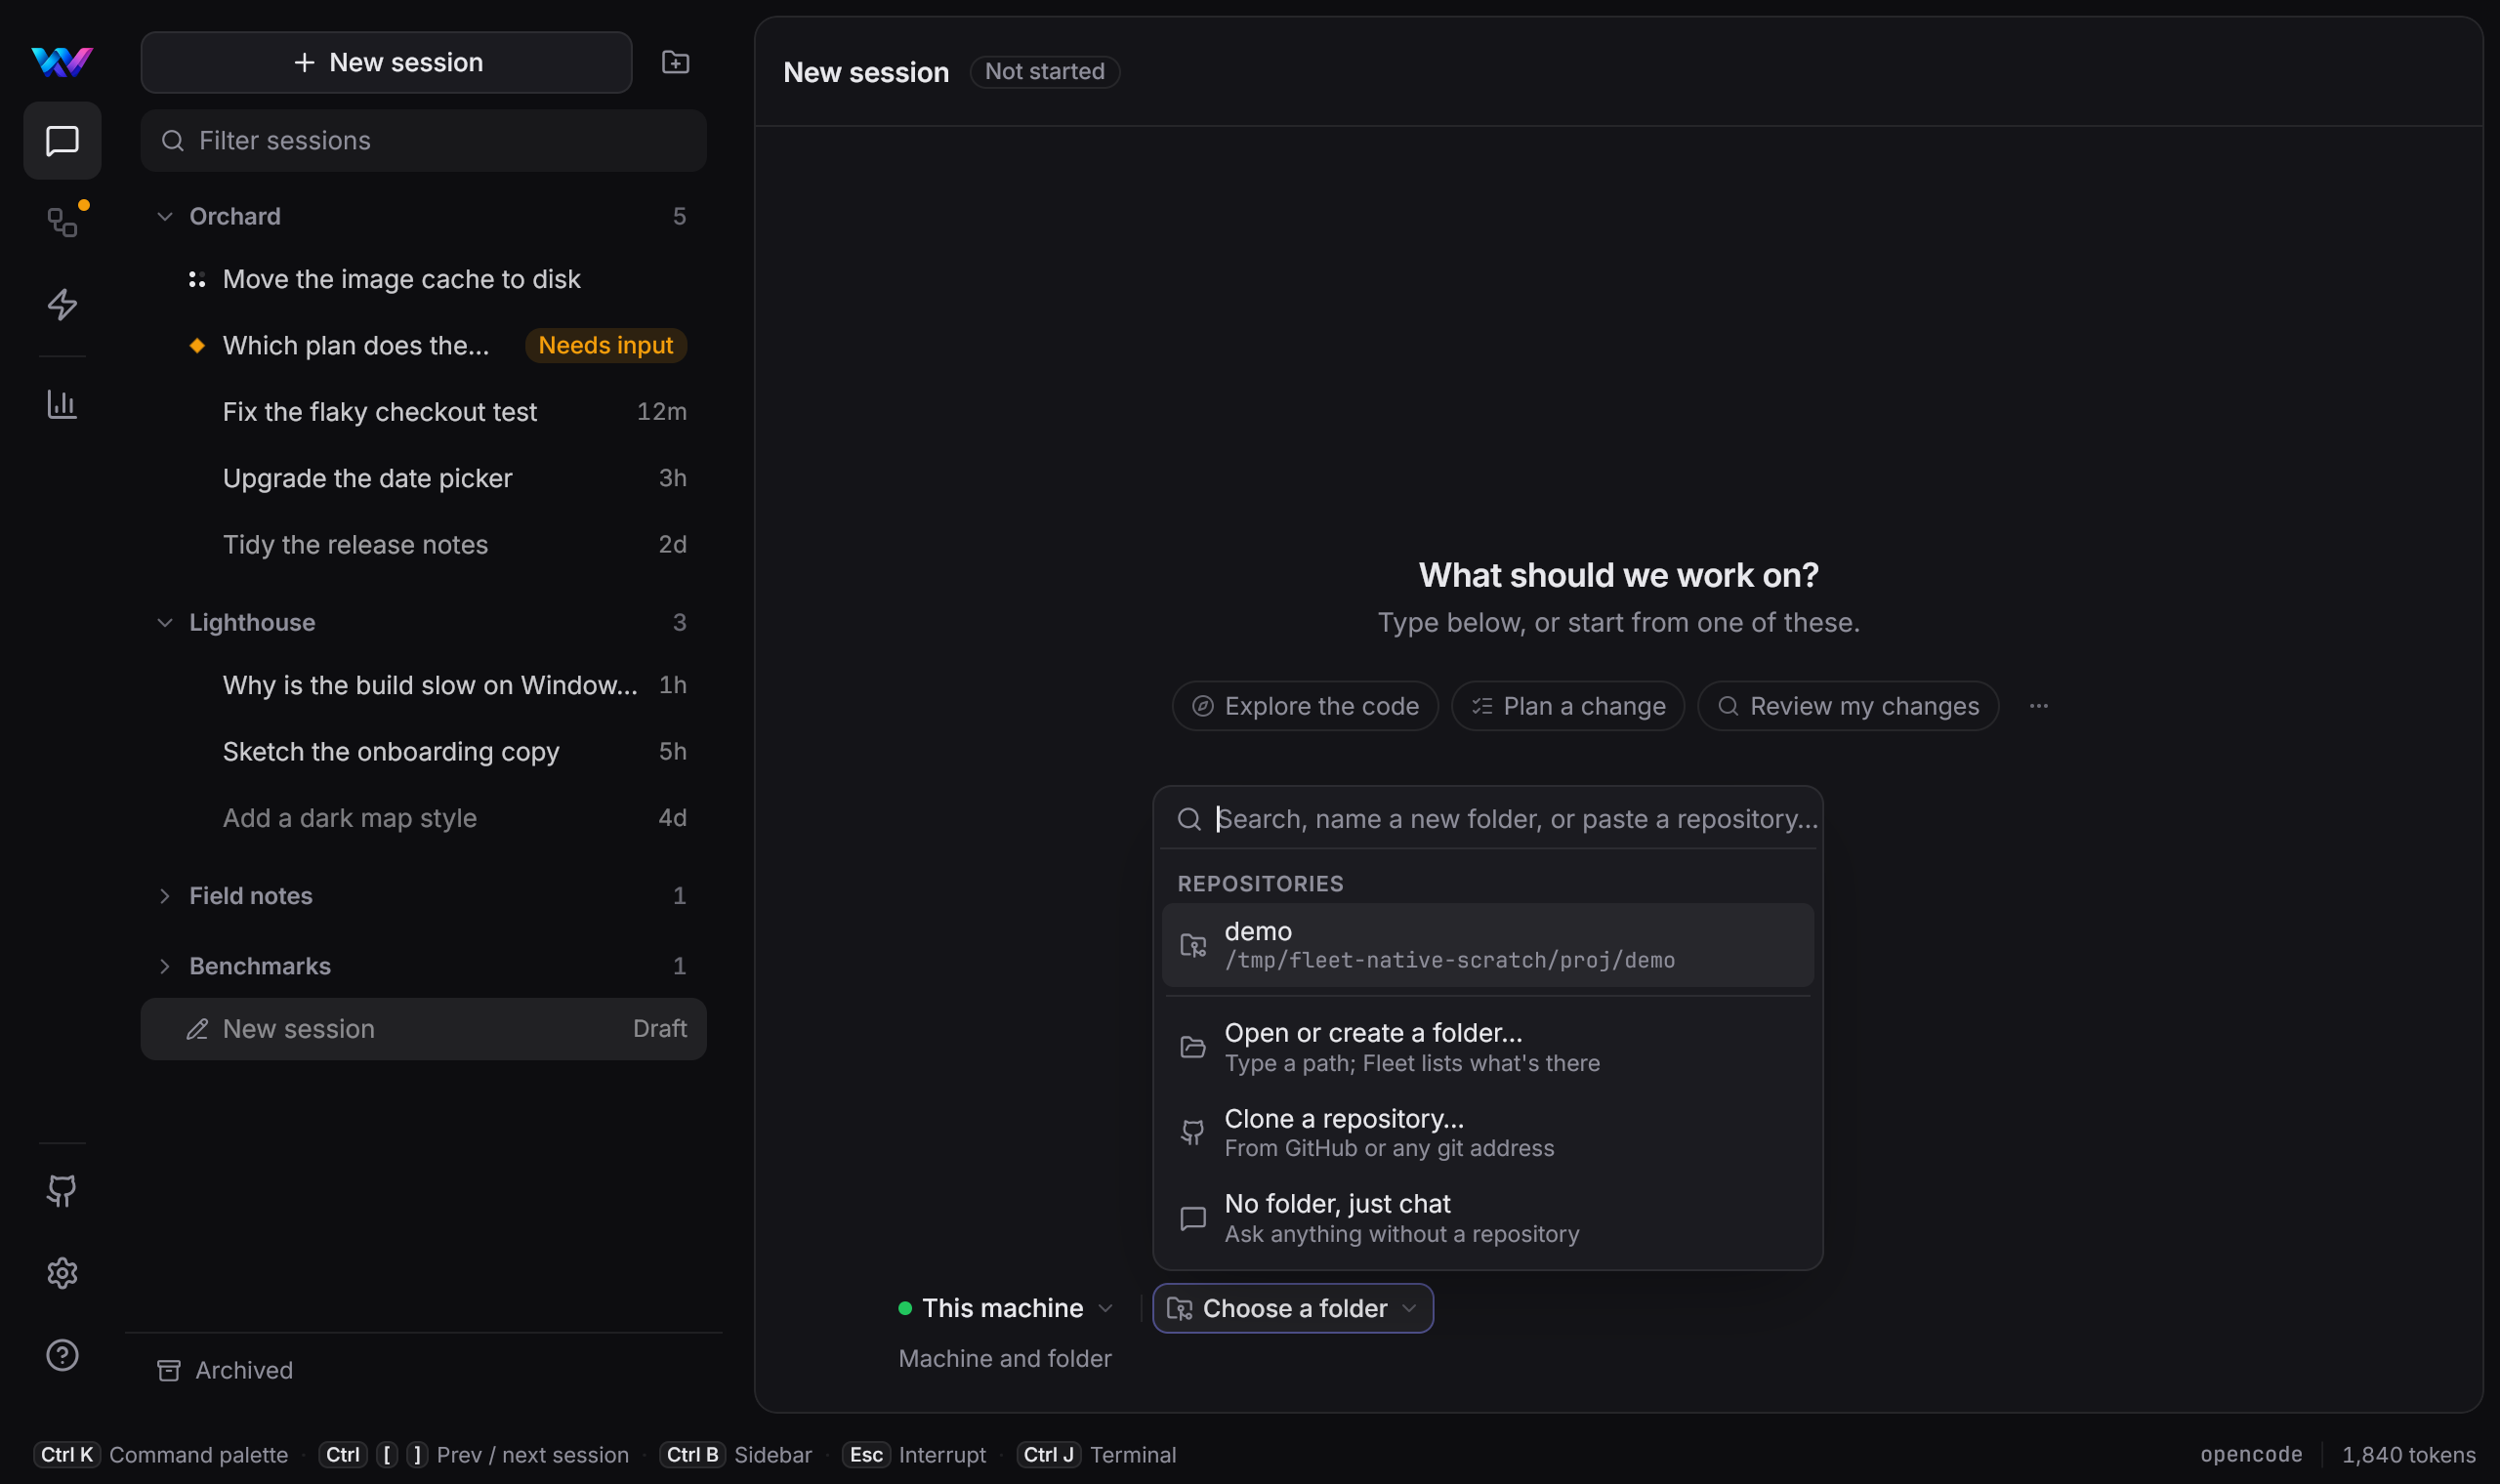 New session
Filter sessions
Orchard 5
Move the image cache to disk
Which plan does the... Needs input
Fix the flaky checkout test 12m
Upgrade the date picker 3h
Tidy the release notes 2d
Lighthouse 3
Why is the build slow on Window... 1h
Sketch the onboarding copy 5h
Add a dark map style 4d
Field notes 1
Benchmarks 1
New session Draft
Archived
New session Not started
What should we work on?
Type below, or start from one of these.
Explore the code Plan a change Review my changes
Search, name a new folder, or paste a repository...
REPOSITORIES
demo
/tmp/fleet-native-scratch/proj/demo
Open or create a folder...
Type a path; Fleet lists what's there
Clone a repository...
From GitHub or any git address
No folder, just chat
Ask anything without a repository
This machine Choose a folder
Machine and folder
Ctrl K Command palette · Ctrl [ ] Prev / next session · Ctrl B Sidebar · Esc Interrupt · Ctrl J Terminal
opencode 1,840 tokens